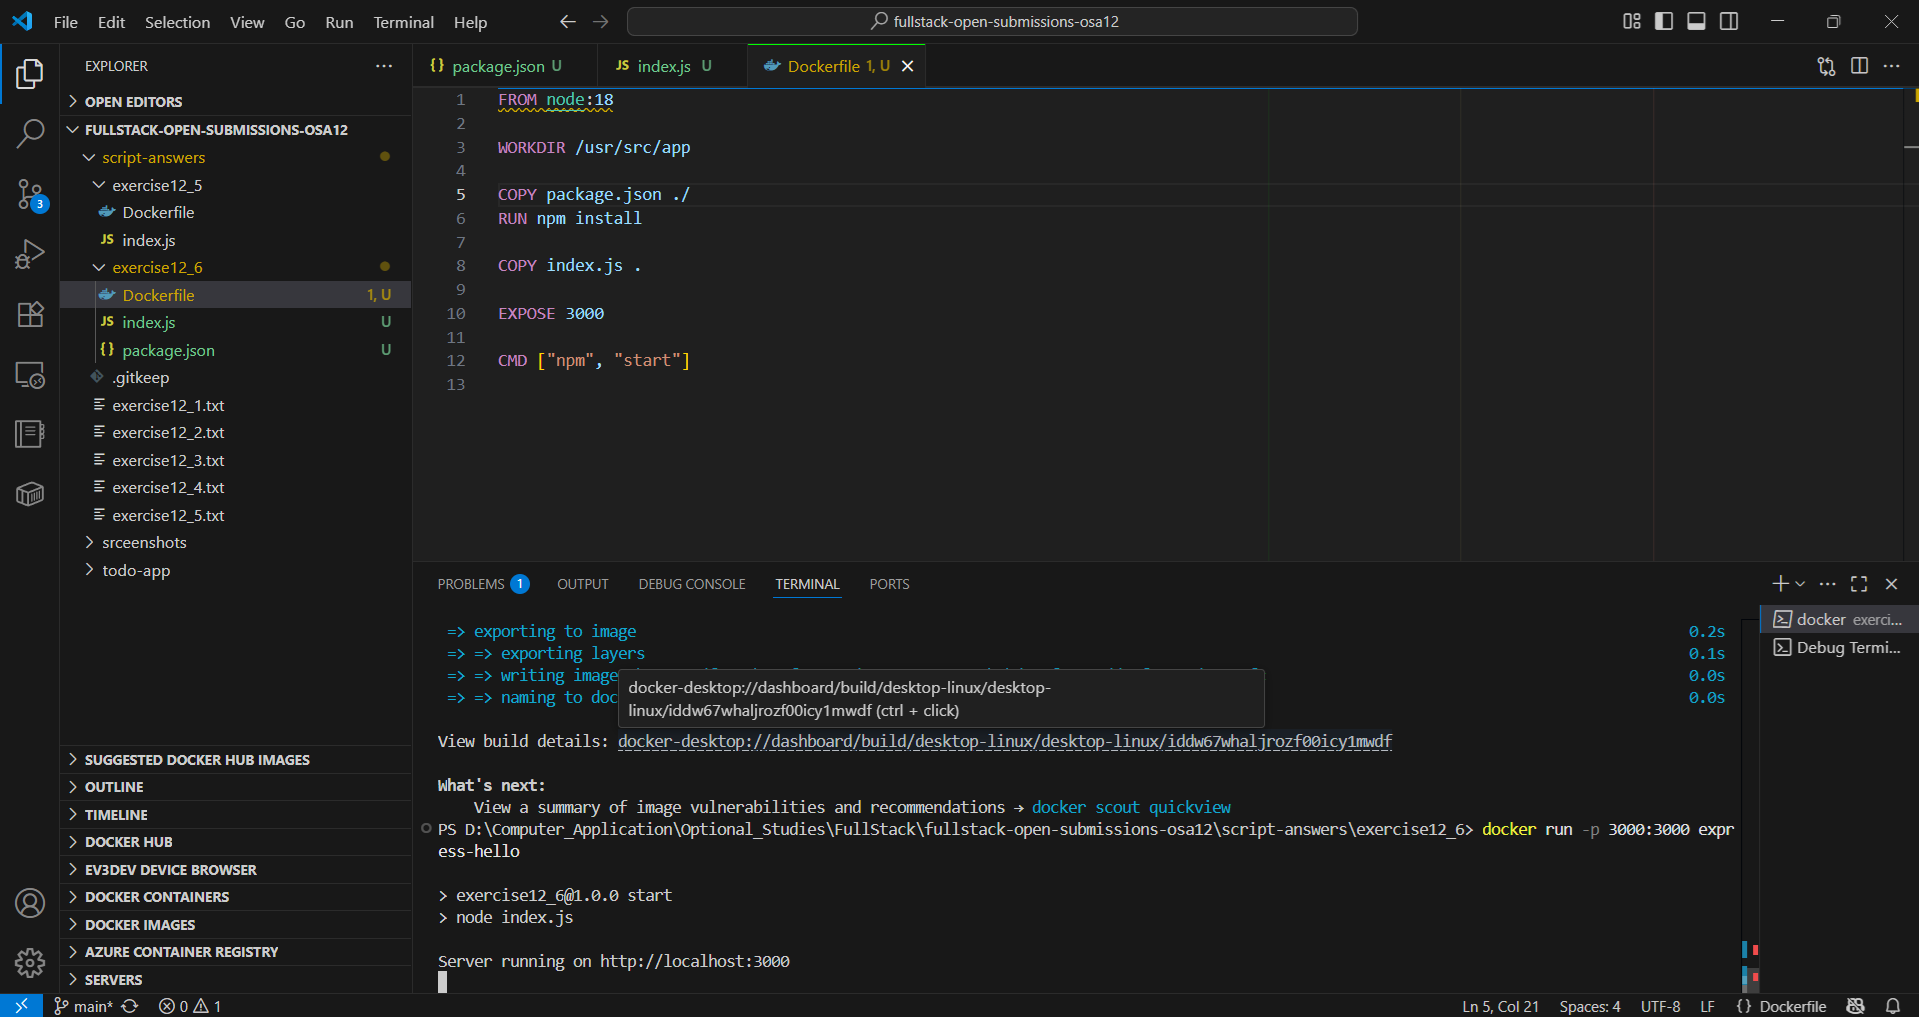 File Edit Selection View Go Run Terminal Help
fullstack-open-submissions-osa12
EXPLORER
OPEN EDITORS
FULLSTACK-OPEN-SUBMISSIONS-OSA12
script-answers
exercise12_5
Dockerfile
JS index.js
exercise12_6
Dockerfile 1, U
JS index.js U
{} package.json U
.gitkeep
exercise12_1.txt
exercise12_2.txt
exercise12_3.txt
exercise12_4.txt
exercise12_5.txt
srceenshots
todo-app
SUGGESTED DOCKER HUB IMAGES
OUTLINE
TIMELINE
DOCKER HUB
EV3DEV DEVICE BROWSER
DOCKER CONTAINERS
DOCKER IMAGES
AZURE CONTAINER REGISTRY
SERVERS
3
{} package.json U JS index.js U Dockerfile 1, U
1 FROM node:18
2
3 WORKDIR /usr/src/app
4
5 COPY package.json ./
6 RUN npm install
7
8 COPY index.js .
9
10 EXPOSE 3000
11
12 CMD ["npm", "start"]
13
PROBLEMS 1 OUTPUT DEBUG CONSOLE TERMINAL PORTS
=> exporting to image 0.2s
=> => exporting layers 0.1s
=> => writing image 0.0s
=> => naming to doc 0.0s
docker-desktop://dashboard/build/desktop-linux/desktop-
linux/iddw67whaljrozf00icy1mwdf (ctrl + click)
View build details: docker-desktop://dashboard/build/desktop-linux/desktop-linux/iddw67whaljrozf00icy1mwdf
What's next:
View a summary of image vulnerabilities and recommendations → docker scout quickview
PS D:\Computer_Application\Optional_Studies\FullStack\fullstack-open-submissions-osa12\script-answers\exercise12_6> docker run -p 3000:3000 expr
ess-hello
> exercise12_6@1.0.0 start
> node index.js
Server running on http://localhost:3000
docker exerci...
Debug Termi...
main* 0 1 Ln 5, Col 21 Spaces: 4 UTF-8 LF {} Dockerfile